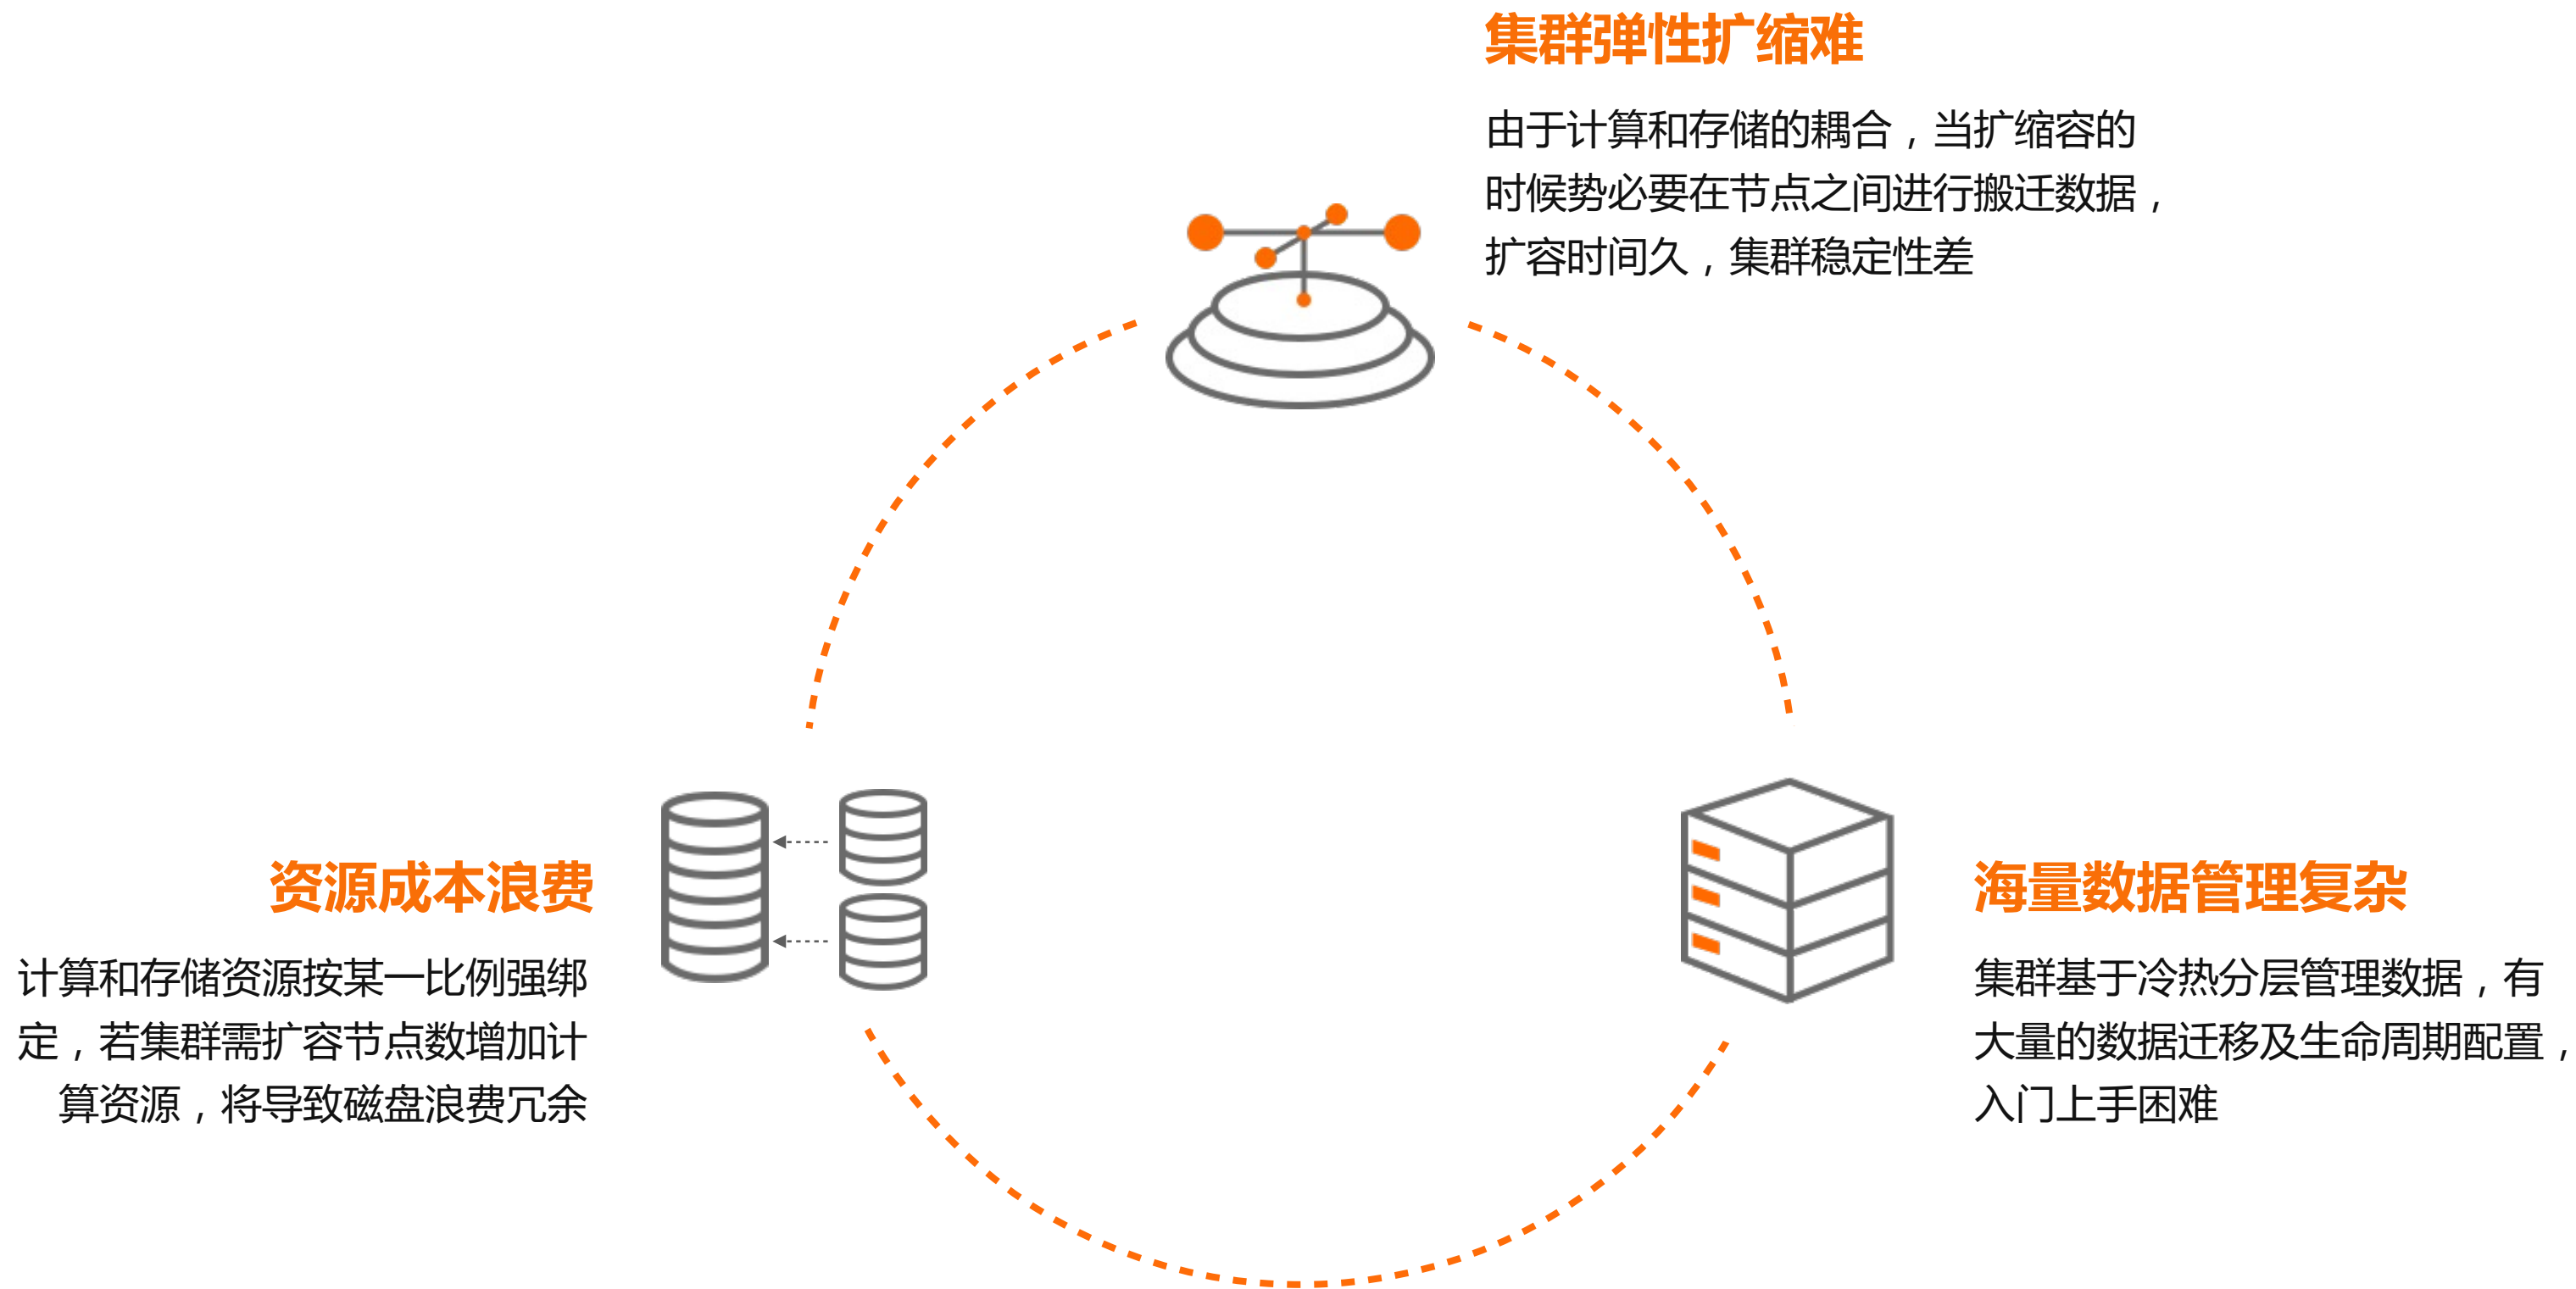 集群弹性扩缩难
由于计算和存储的耦合，当扩缩容的
时候势必要在节点之间进行搬迁数据，
扩容时间久，集群稳定性差
资源成本浪费
计算和存储资源按某一比例强绑
定，若集群需扩容节点数增加计
算资源，将导致磁盘浪费冗余
海量数据管理复杂
集群基于冷热分层管理数据，有
大量的数据迁移及生命周期配置，
入门上手困难